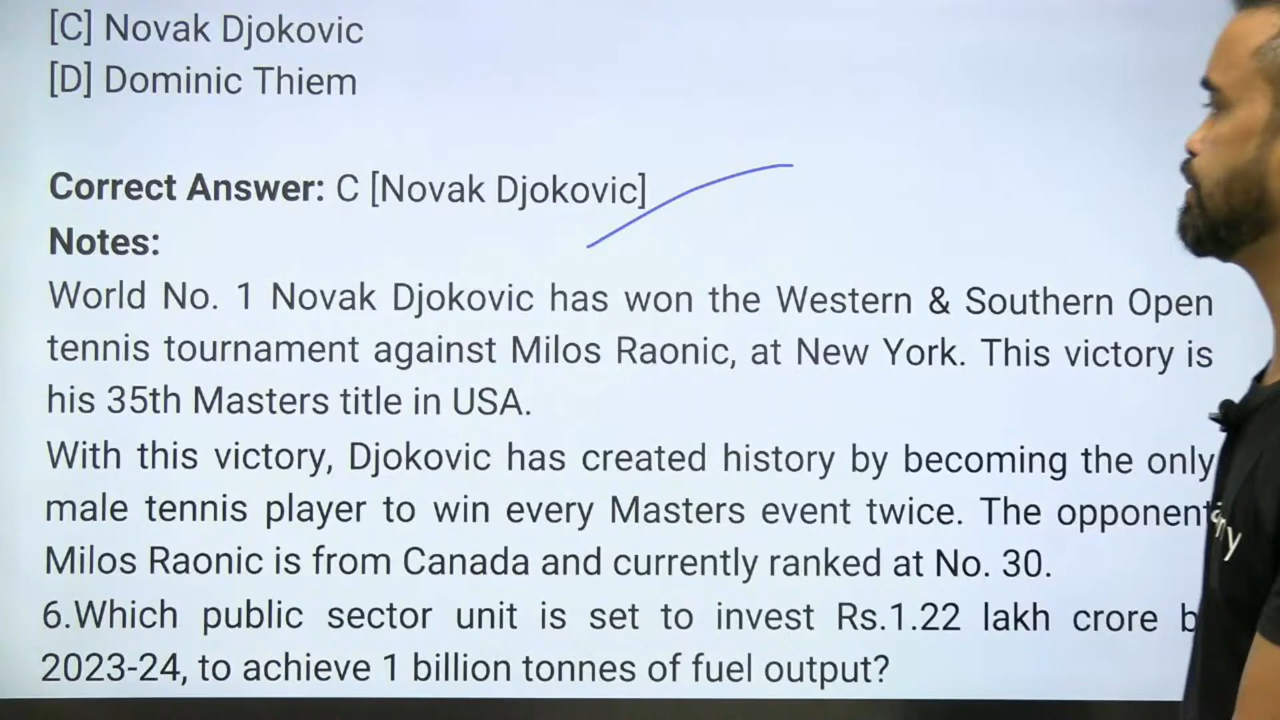 [C] Novak Djokovic
[D] Dominic Thiem
Correct Answer: C [Novak Djokovic]
Notes:
World No. 1 Novak Djokovic has won the Western & Southern Open
tennis tournament against Milos Raonic, at New York. This victory is
his 35th Masters title in USA.
With this victory, Djokovic has created history by becoming the only
male tennis player to win every Masters event twice. The opponent
Milos Raonic is from Canada and currently ranked at No. 30.
6.Which public sector unit is set to invest Rs.1.22 lakh crore b
2023-24, to achieve 1 billion tonnes of fuel output?